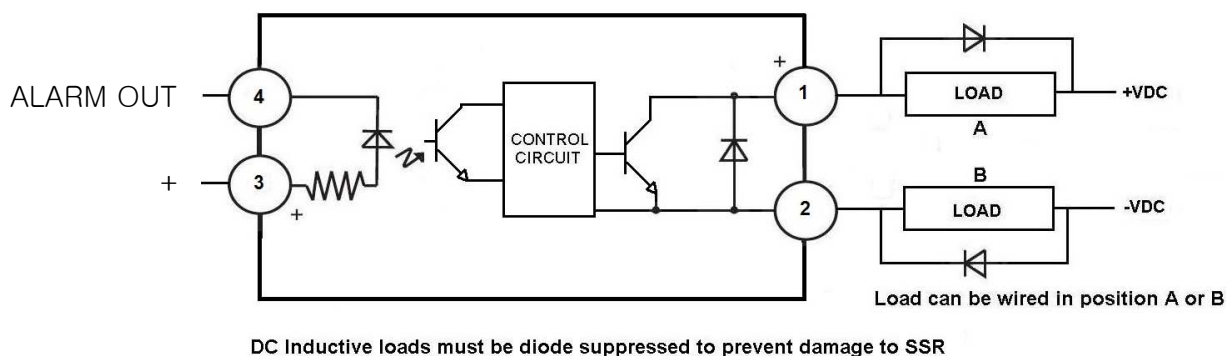 ALARM OUT
4
+
3
+
CONTROL
CIRCUIT
+
1
2
LOAD
A
+VDC
B
LOAD
-VDC
Load can be wired in position A or B
DC Inductive loads must be diode suppressed to prevent damage to SSR